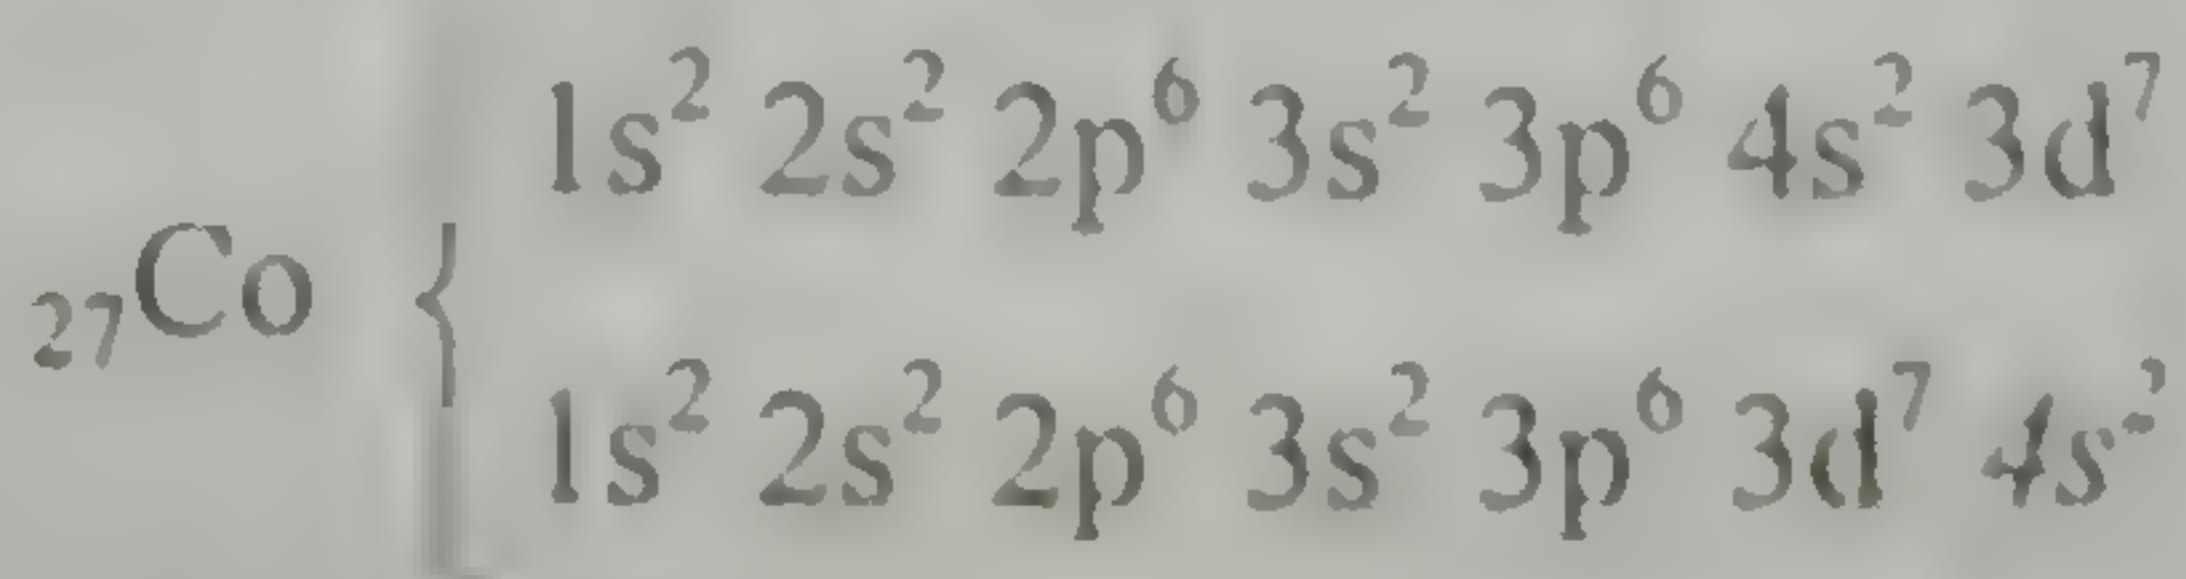 1s² 2s² 2p⁶ 3s² 3p⁶ 4s² 3d⁷
₂₇Co {
1s² 2s² 2p⁶ 3s² 3p⁶ 3d⁷ 4s²